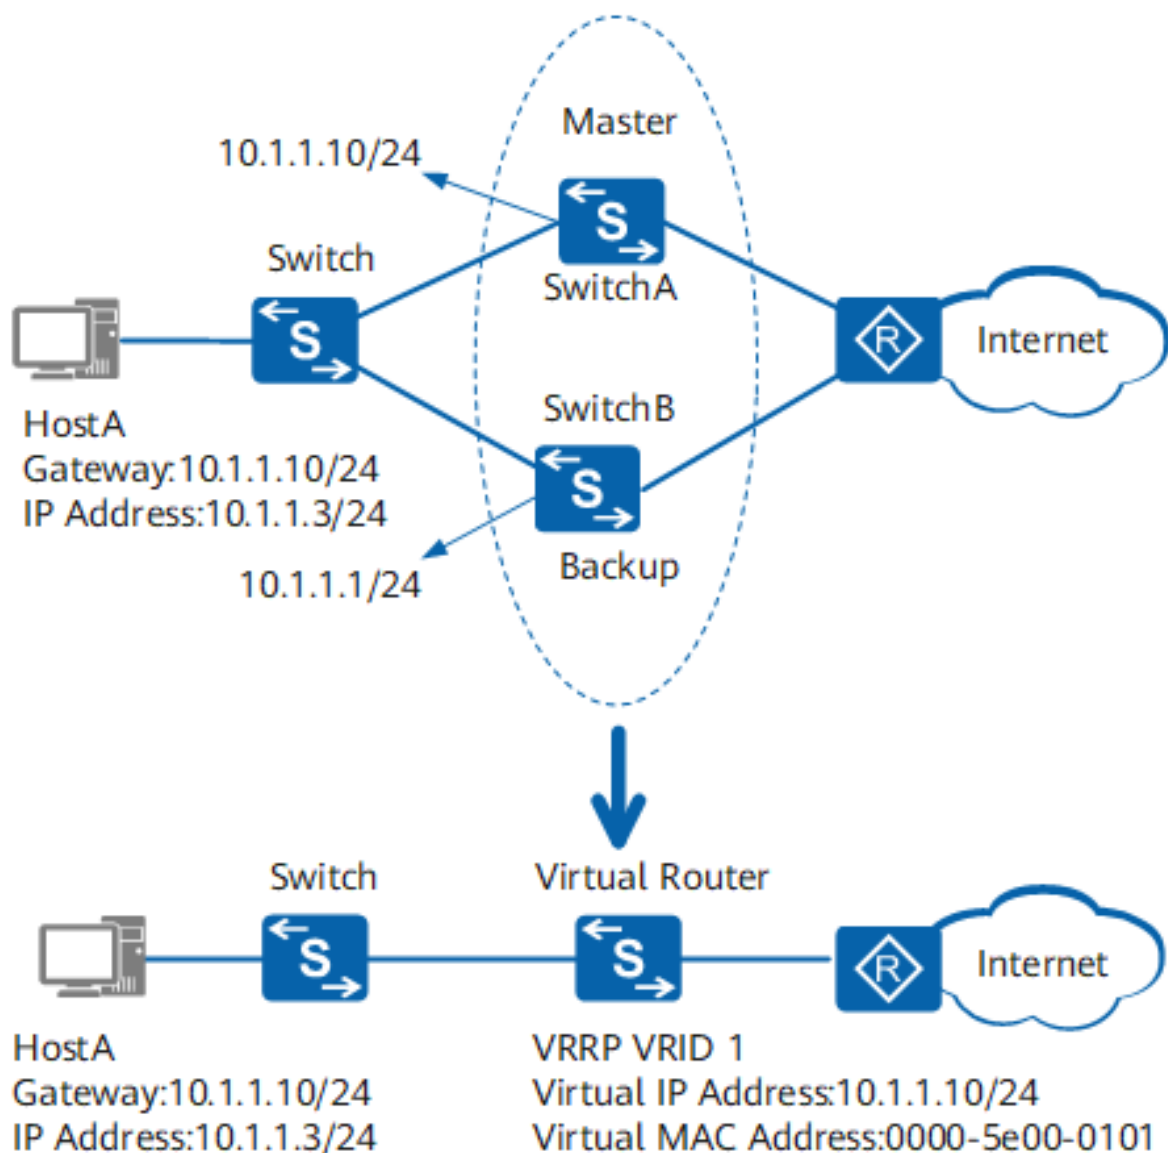 Master
10.1.1.10/24
S
Switch
SwitchA
S
R
Internet
SwitchB
HostA
Gateway:10.1.1.10/24
S
IP Address:10.1.1.3/24
Backup
10.1.1.1/24
Switch
Virtual Router
S
S
R
Internet
HostA
Gateway:10.1.1.10/24
IP Address:10.1.1.3/24
VRRP VRID 1
Virtual IP Address:10.1.1.10/24
Virtual MAC Address:0000-5e00-0101